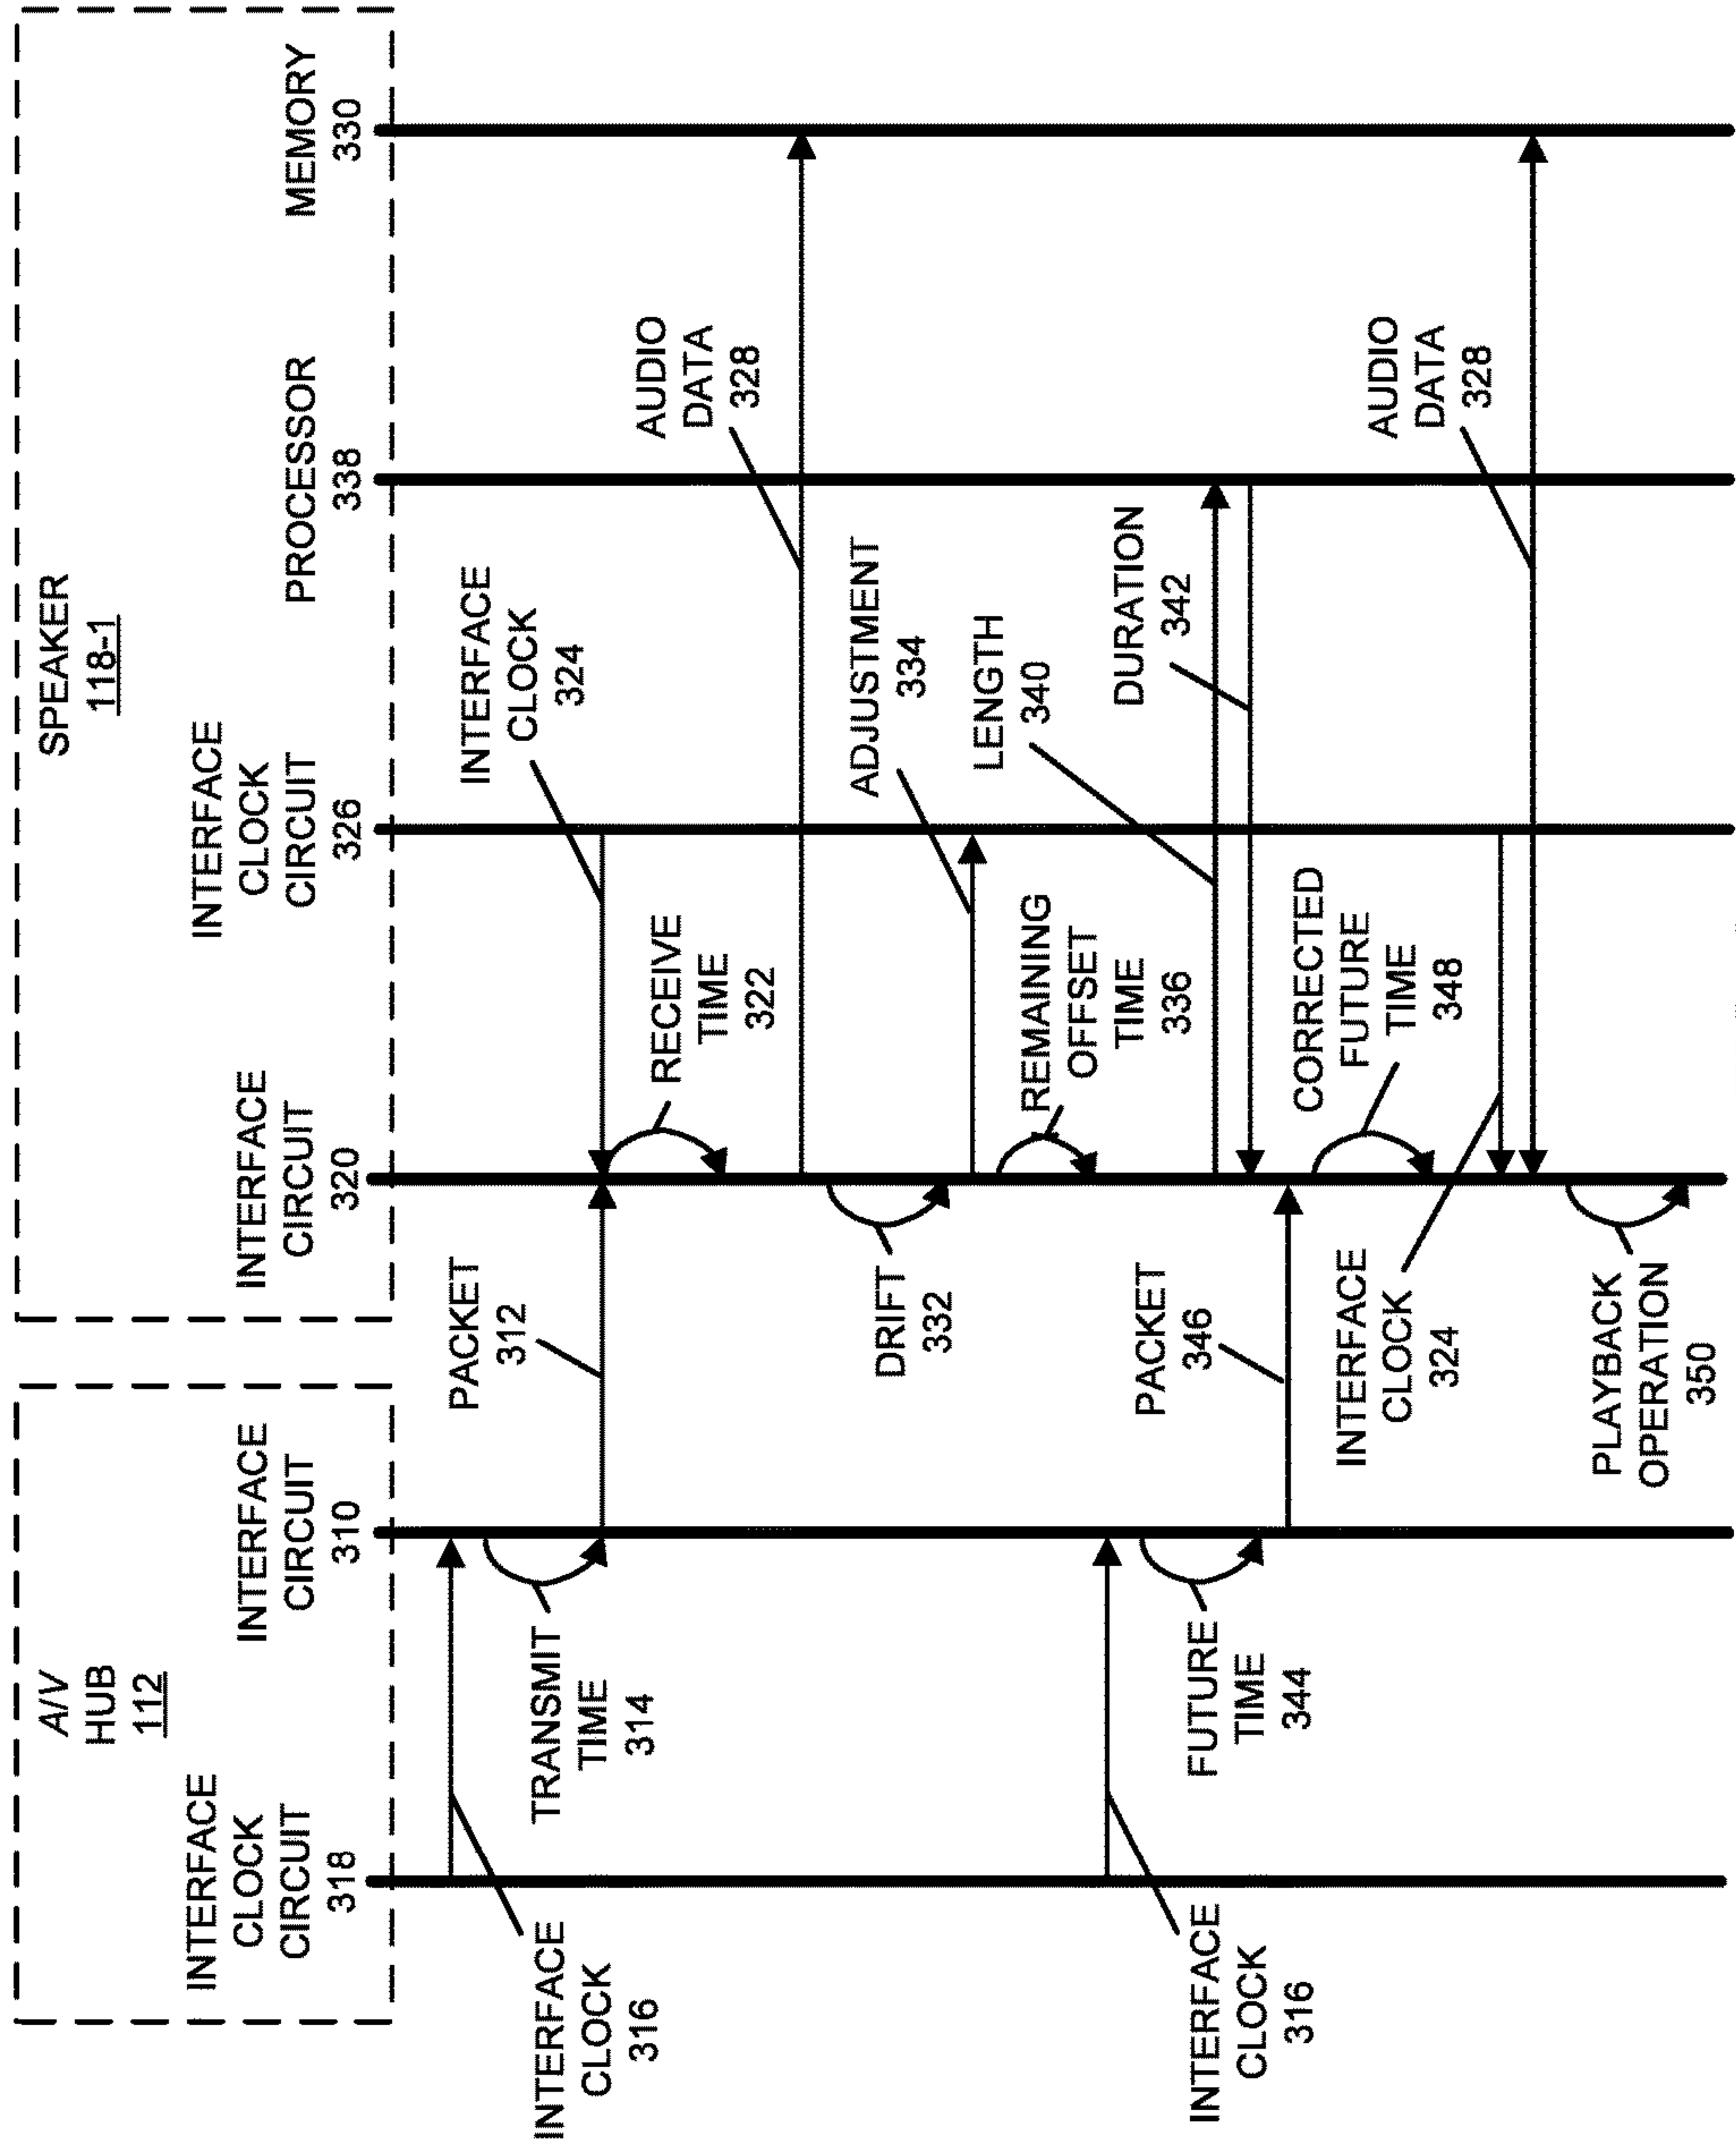 A/V
HUB
112
INTERFACE
CLOCK
CIRCUIT
318
INTERFACE
CIRCUIT
310
SPEAKER
118-1
INTERFACE
CIRCUIT
320
INTERFACE
CLOCK
CIRCUIT
326
PROCESSOR
338
MEMORY
330
INTERFACE
CLOCK
316
TRANSMIT
TIME
314
PACKET
312
INTERFACE
CLOCK
324
RECEIVE
TIME
322
AUDIO
DATA
328
DRIFT
332
ADJUSTMENT
334
REMAINING
OFFSET
TIME
336
LENGTH
340
DURATION
342
INTERFACE
CLOCK
316
FUTURE
TIME
344
PACKET
346
CORRECTED
FUTURE
TIME
348
INTERFACE
CLOCK
324
AUDIO
DATA
328
PLAYBACK
OPERATION
350